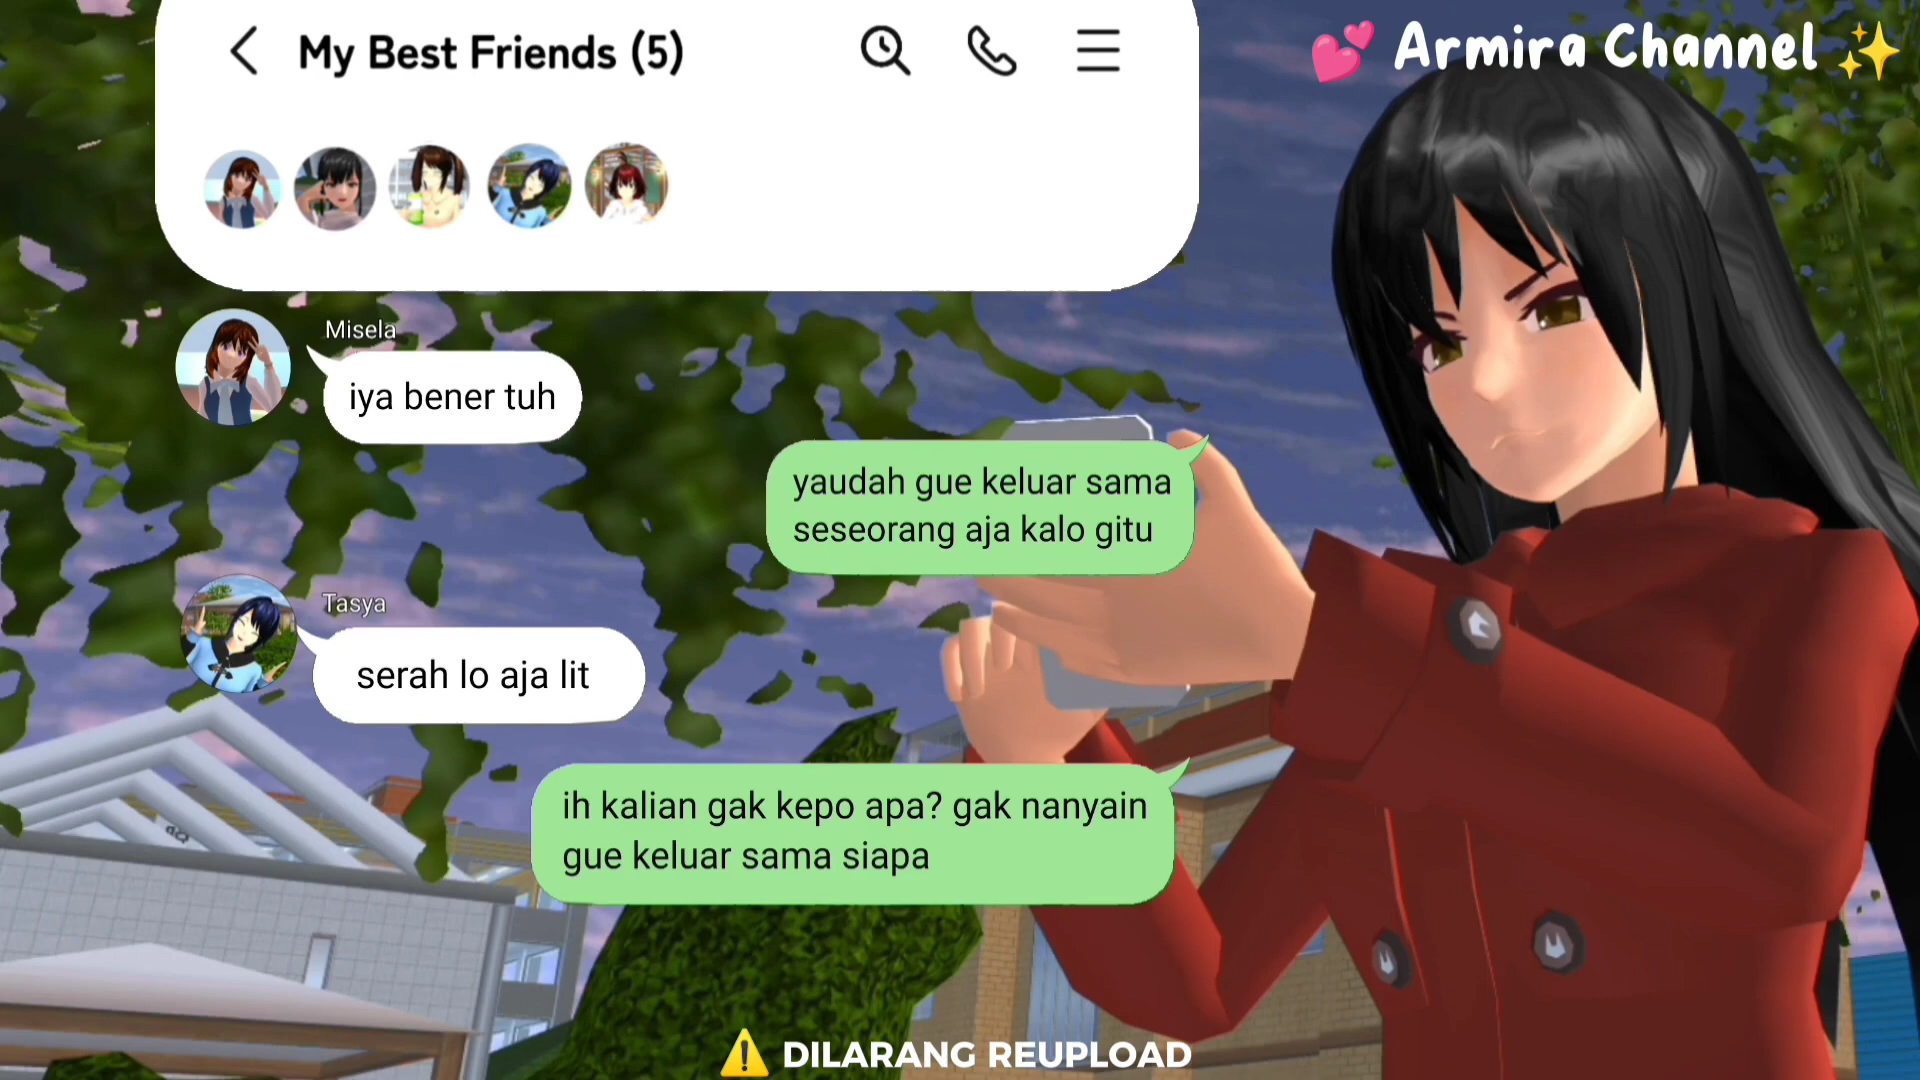 My Best Friends (5)
💕 Armira Channel ✨
Misela
iya bener tuh
yaudah gue keluar sama
seseorang aja kalo gitu
Tasya
serah lo aja lit
ih kalian gak kepo apa? gak nanyain
gue keluar sama siapa
⚠️ DILARANG REUPLOAD